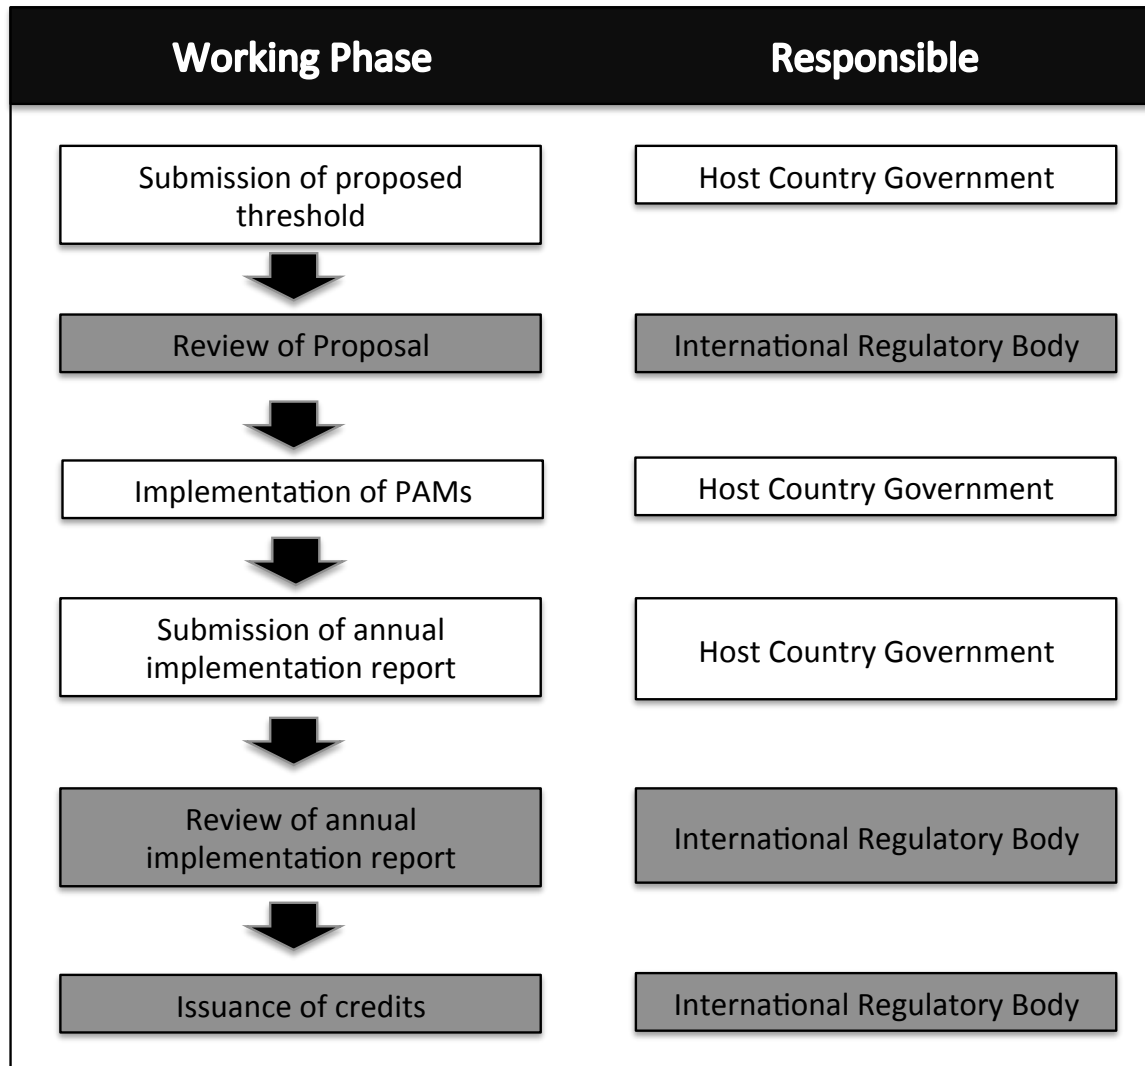 Working Phase
Responsible
Submission of proposed
threshold
Host Country Government
Review of Proposal
International Regulatory Body
Implementation of PAMs
Host Country Government
Submission of annual
implementation report
Host Country Government
Review of annual
implementation report
International Regulatory Body
Issuance of credits
International Regulatory Body